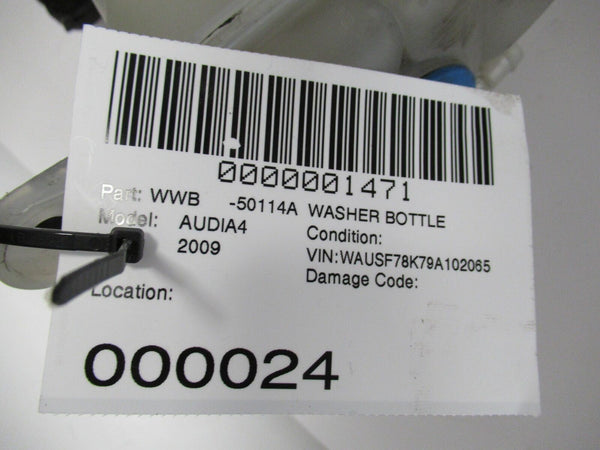 0000001471
Part: WWB -50114A WASHER BOTTLE
Model: AUDIA4 Condition:
2009 VIN:WAUSF78K79A102065
Damage Code:
Location:
000024